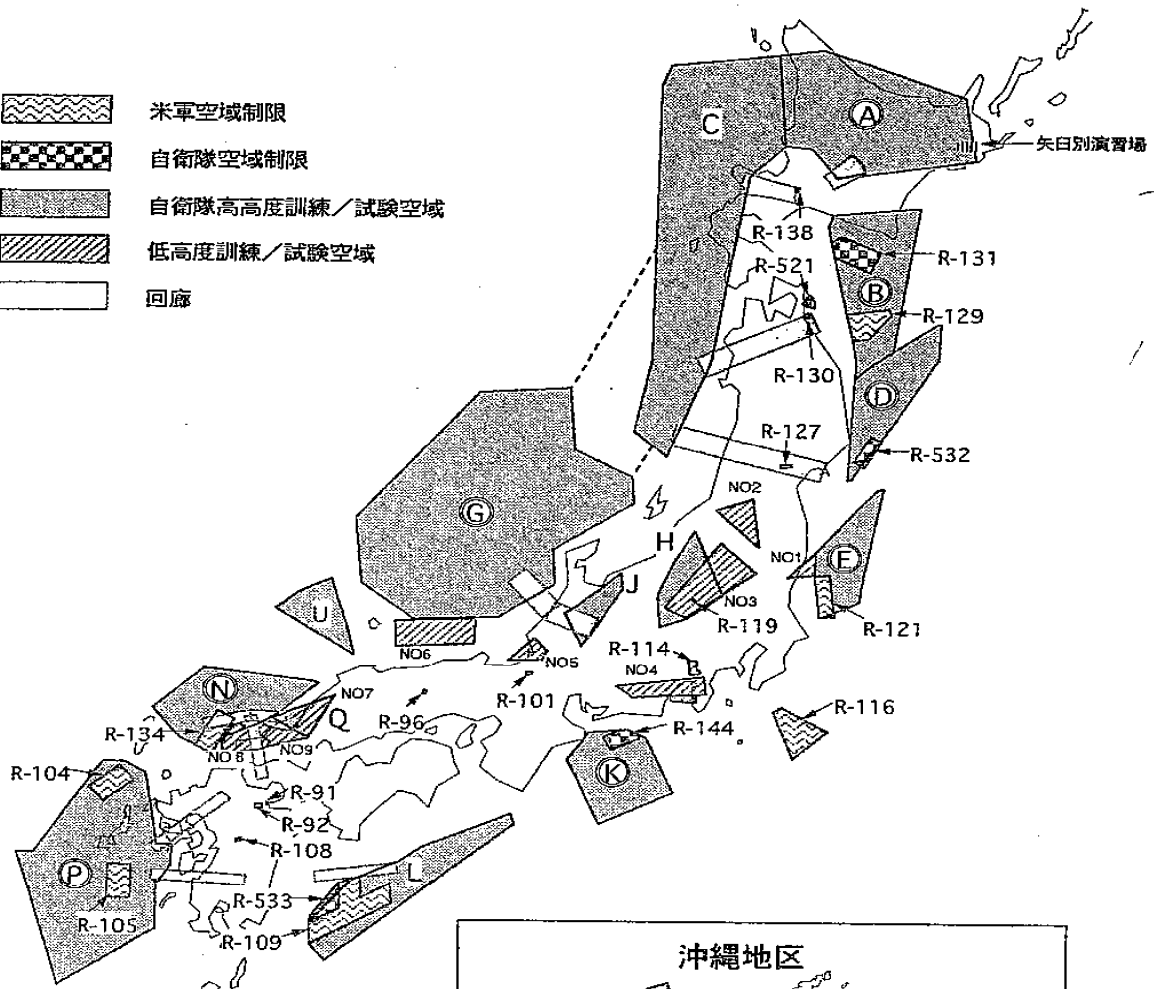 米軍空域制限
自衛隊空域制限
自衛隊高高度訓練／試験空域
低高度訓練／試験空域
回廊
C
A
矢臼別演習場
R-138
R-521
R-131
B
R-129
R-130
D
R-127
R-532
NO2
G
H
NO1
E
J
NO3
U
R-119
R-121
NO6
R-114
NO5
NO4
N
NO7
R-101
Q
R-96
R-116
R-134
R-144
NO8
NO9
R-104
K
R-91
R-92
R-108
P
L
R-533
R-105
R-109
沖縄地区